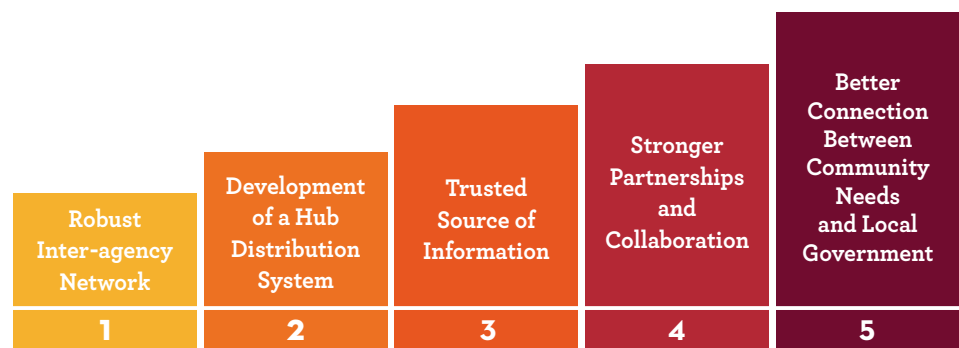 Robust
Inter-agency
Network
1
Development
of a Hub
Distribution
System
2
Trusted
Source of
Information
3
Stronger
Partnerships
and
Collaboration
4
Better
Connection
Between
Community
Needs
and Local
Government
5